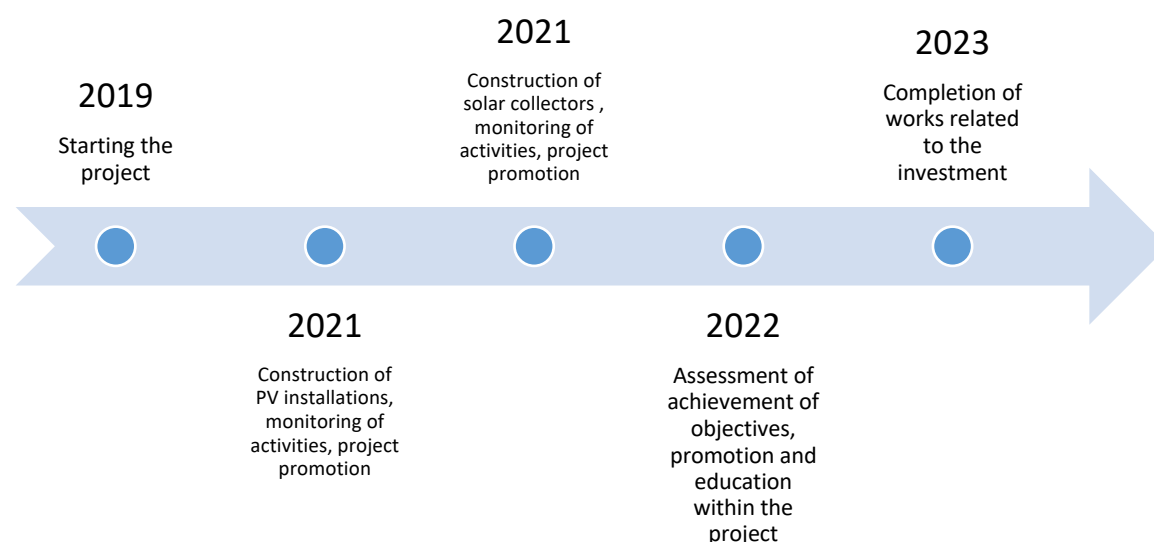 2019
Starting the
project
2021
Construction of
PV installations,
monitoring of
activities, project
promotion
2021
Construction of
solar collectors ,
monitoring of
activities, project
promotion
2022
Assessment of
achievement of
objectives,
promotion and
education
within the
project
2023
Completion of
works related
to the
investment